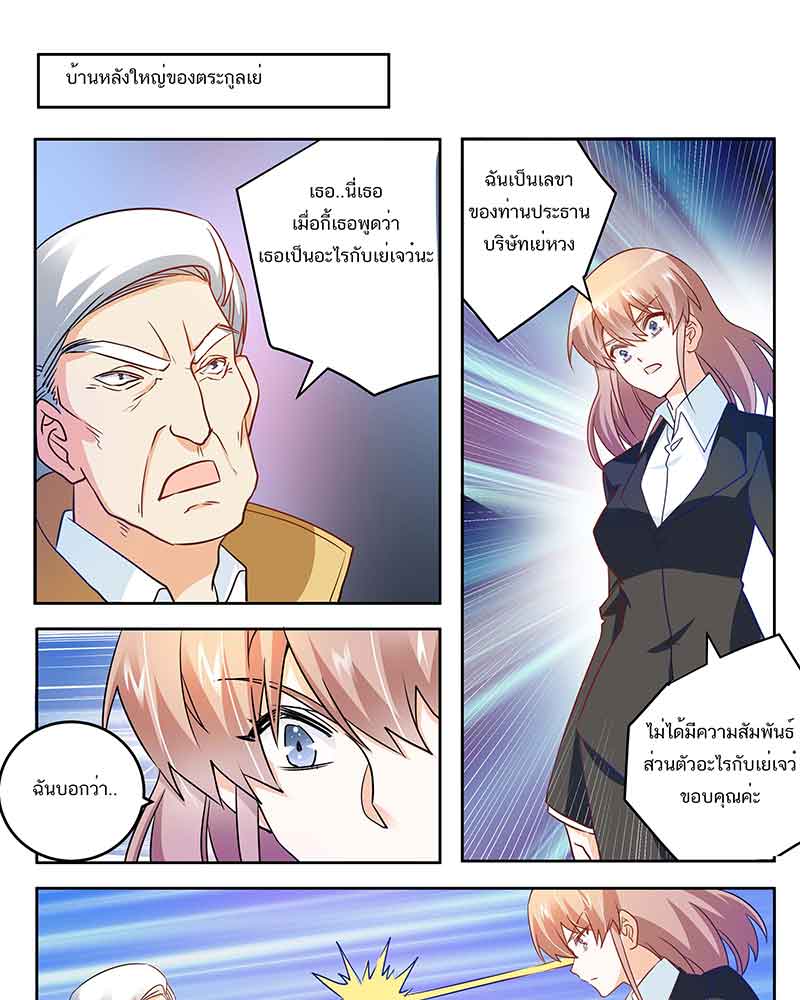 บ้านหลังใหญ่ของตระกูลเย่
เธอ..นี่เธอ
เมื่อกี้เธอพูดว่า
เธอเป็นอะไรกับเย่เจว๋นะ
ฉันเป็นเลขา
ของท่านประธาน
บริษัทเย่หวง
ฉันบอกว่า..
ไม่ได้มีความสัมพันธ์
ส่วนตัวอะไรกับเย่เจว๋
ขอบคุณค่ะ